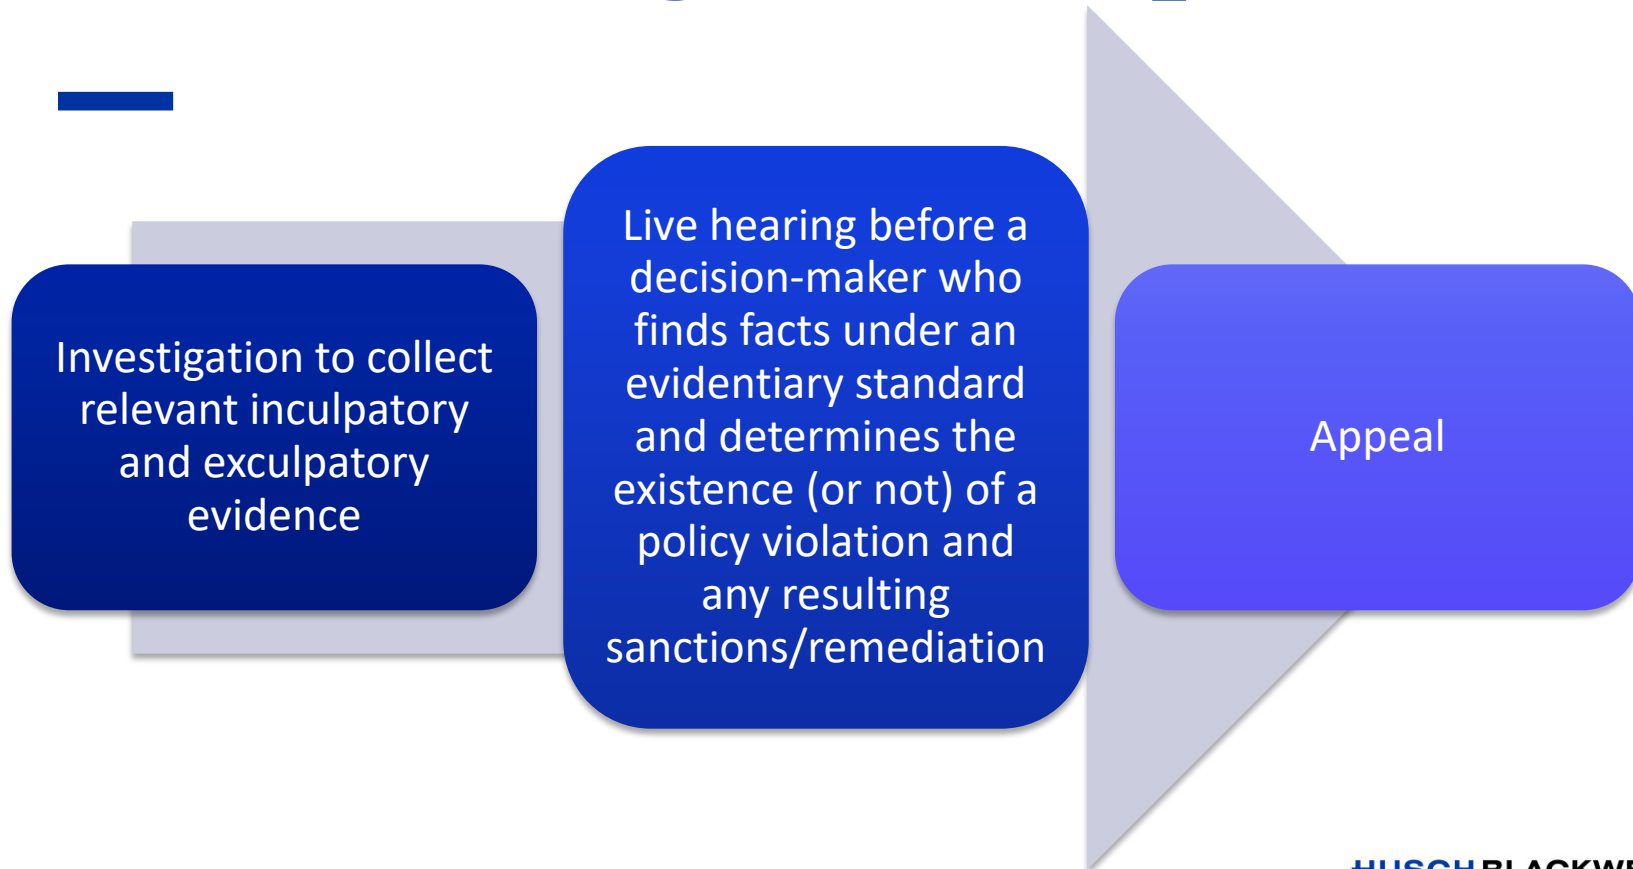 Investigation to collect
relevant inculpatory
and exculpatory
evidence
Live hearing before a
decision-maker who
finds facts under an
evidentiary standard
and determines the
existence (or not) of a
policy violation and
any resulting
sanctions/remediation
Appeal
HUSCH